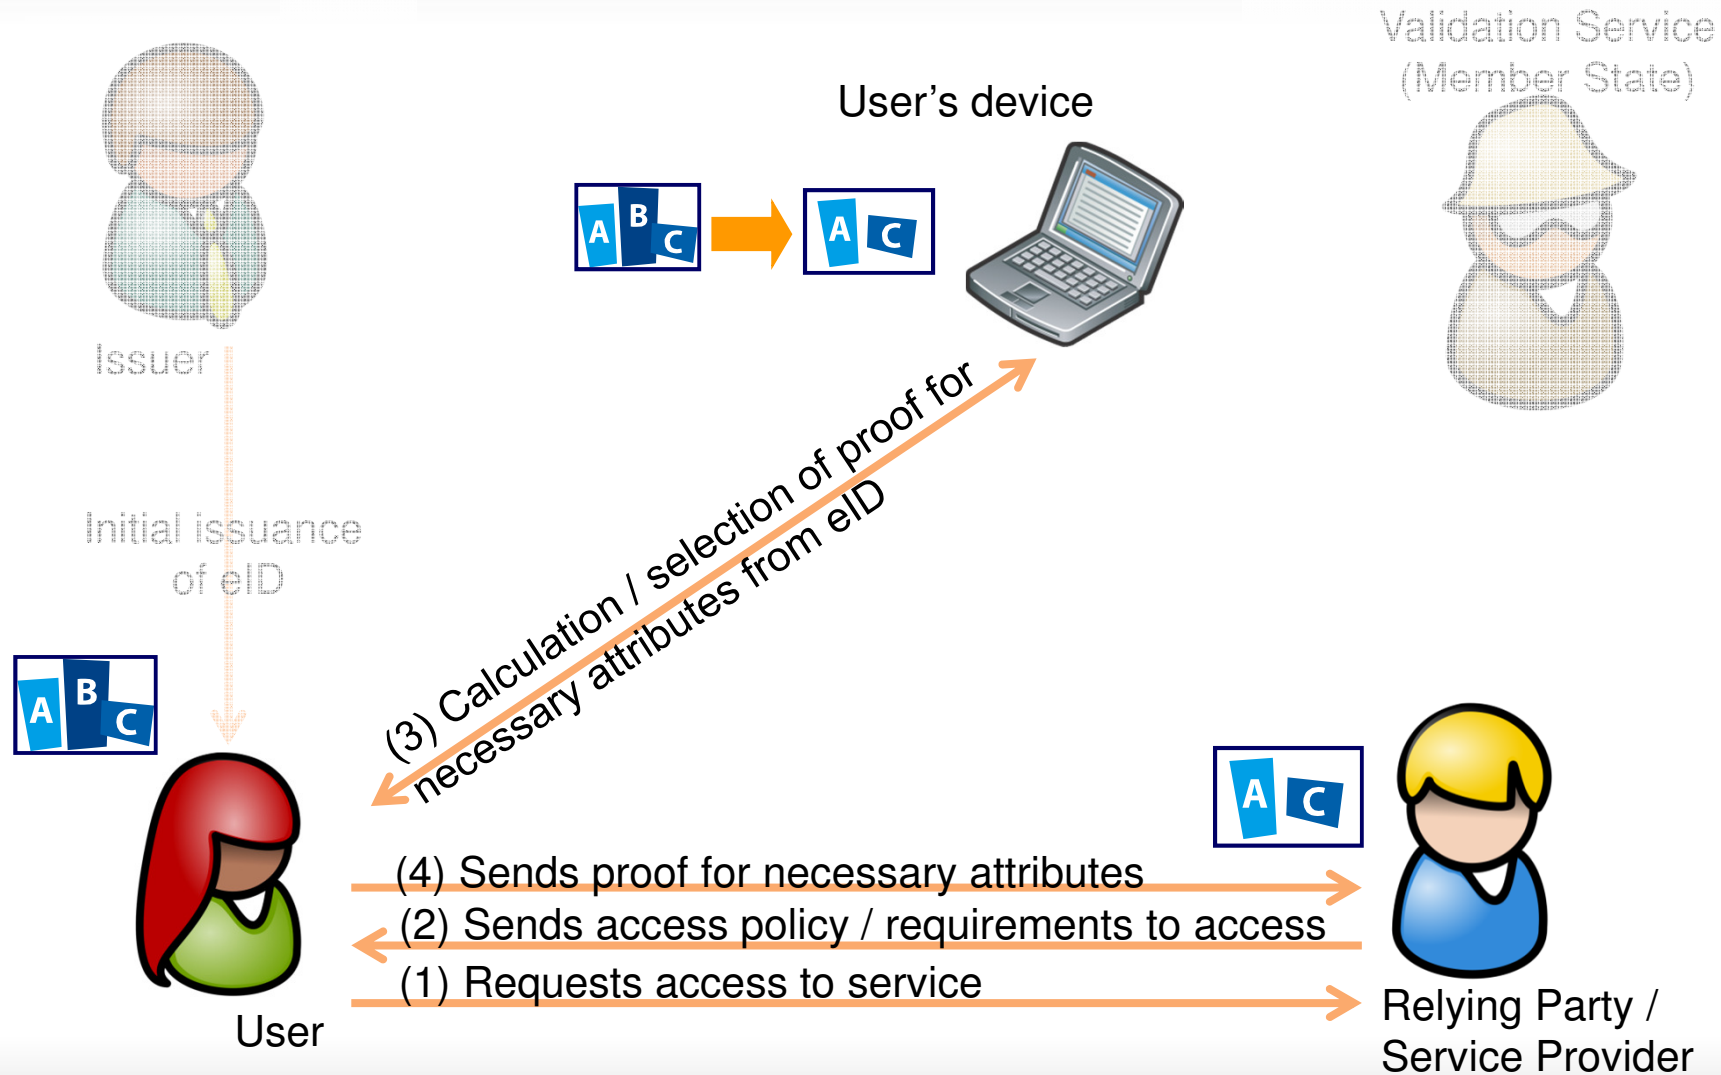 Validation Service
(Member State)
User's device
A B C
A C
Issuer
Initial issuance
of eID
(3) Calculation / selection of proof for
necessary attributes from eID
A B C
A C
(4) Sends proof for necessary attributes
(2) Sends access policy / requirements to access
(1) Requests access to service
User
Relying Party /
Service Provider